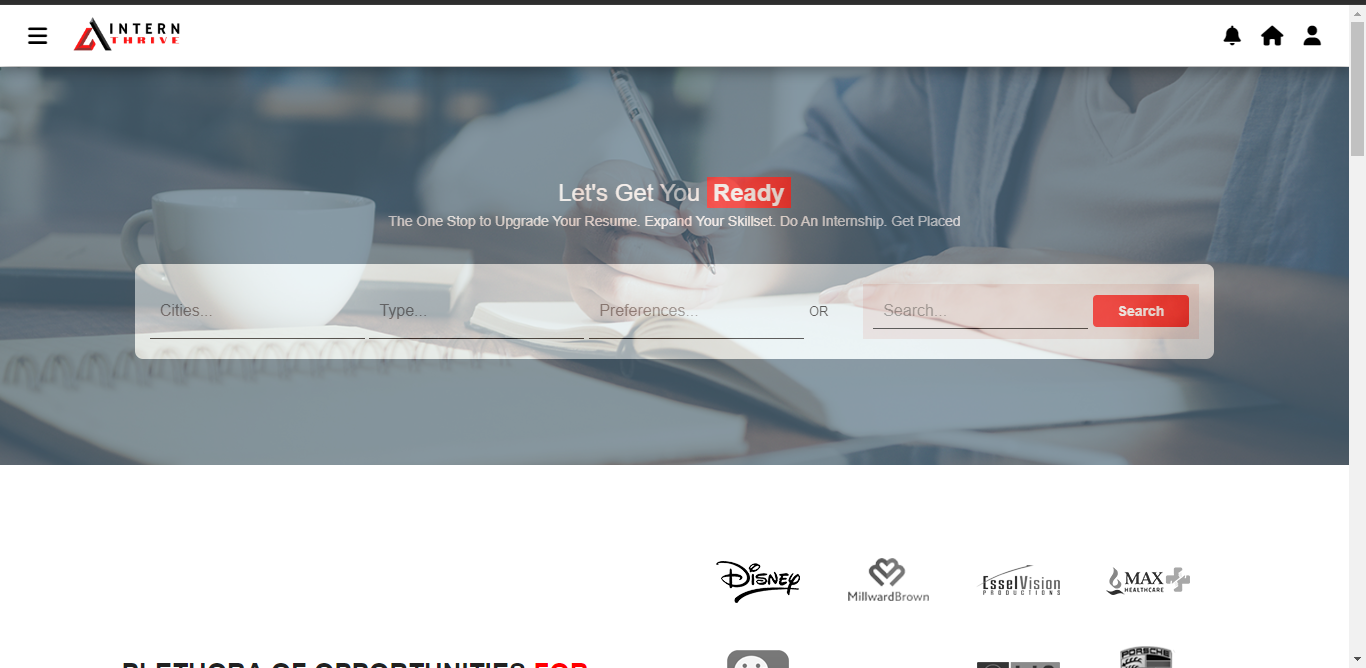 INTERN
THRIVE
Let's Get You Ready
The One Stop to Upgrade Your Resume. Expand Your Skillset. Do An Internship. Get Placed
Cities...
Type...
Preferences...
OR
Search...
Search
Disney
MillwardBrown
EsselVision
PRODUCTIONS
MAX
HEALTHCARE
PLETHORA OF OPPORTUNITIES FOR
PORSCHE